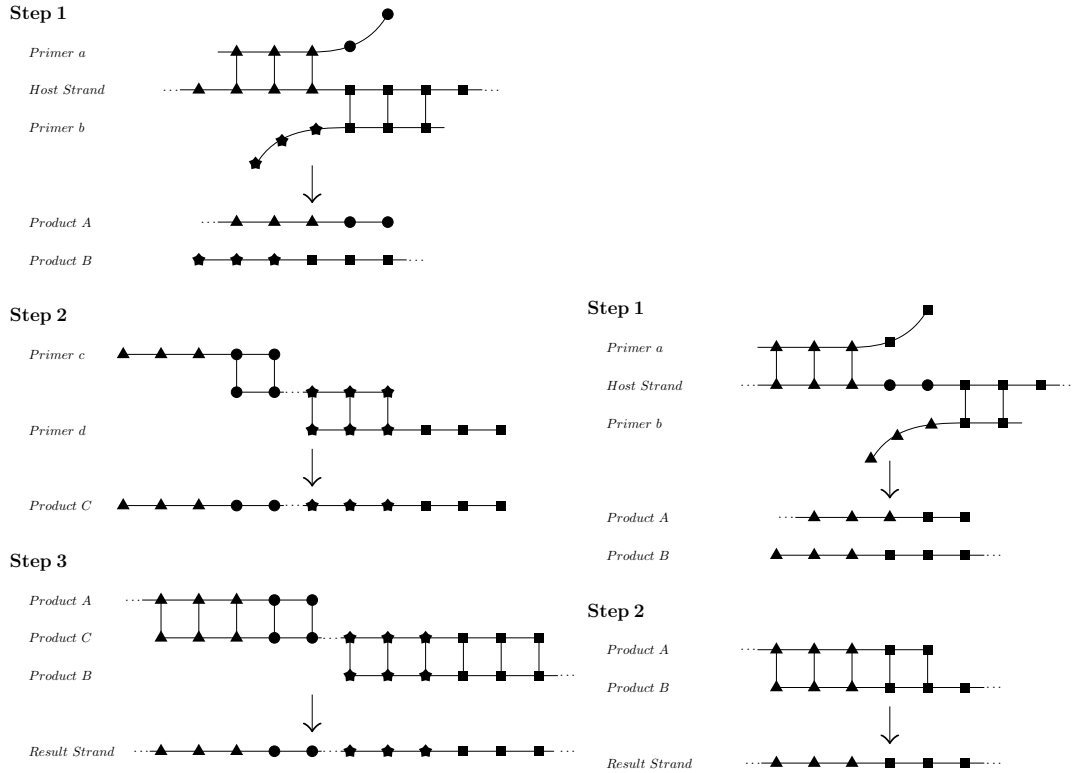 Step 1
Primer a
Host Strand
Primer b
Product A
Product B
Step 2
Primer c
Primer d
Product C
Step 3
Product A
Product C
Product B
Result Strand
Step 1
Primer a
Host Strand
Primer b
Product A
Product B
Step 2
Product A
Product B
Result Strand